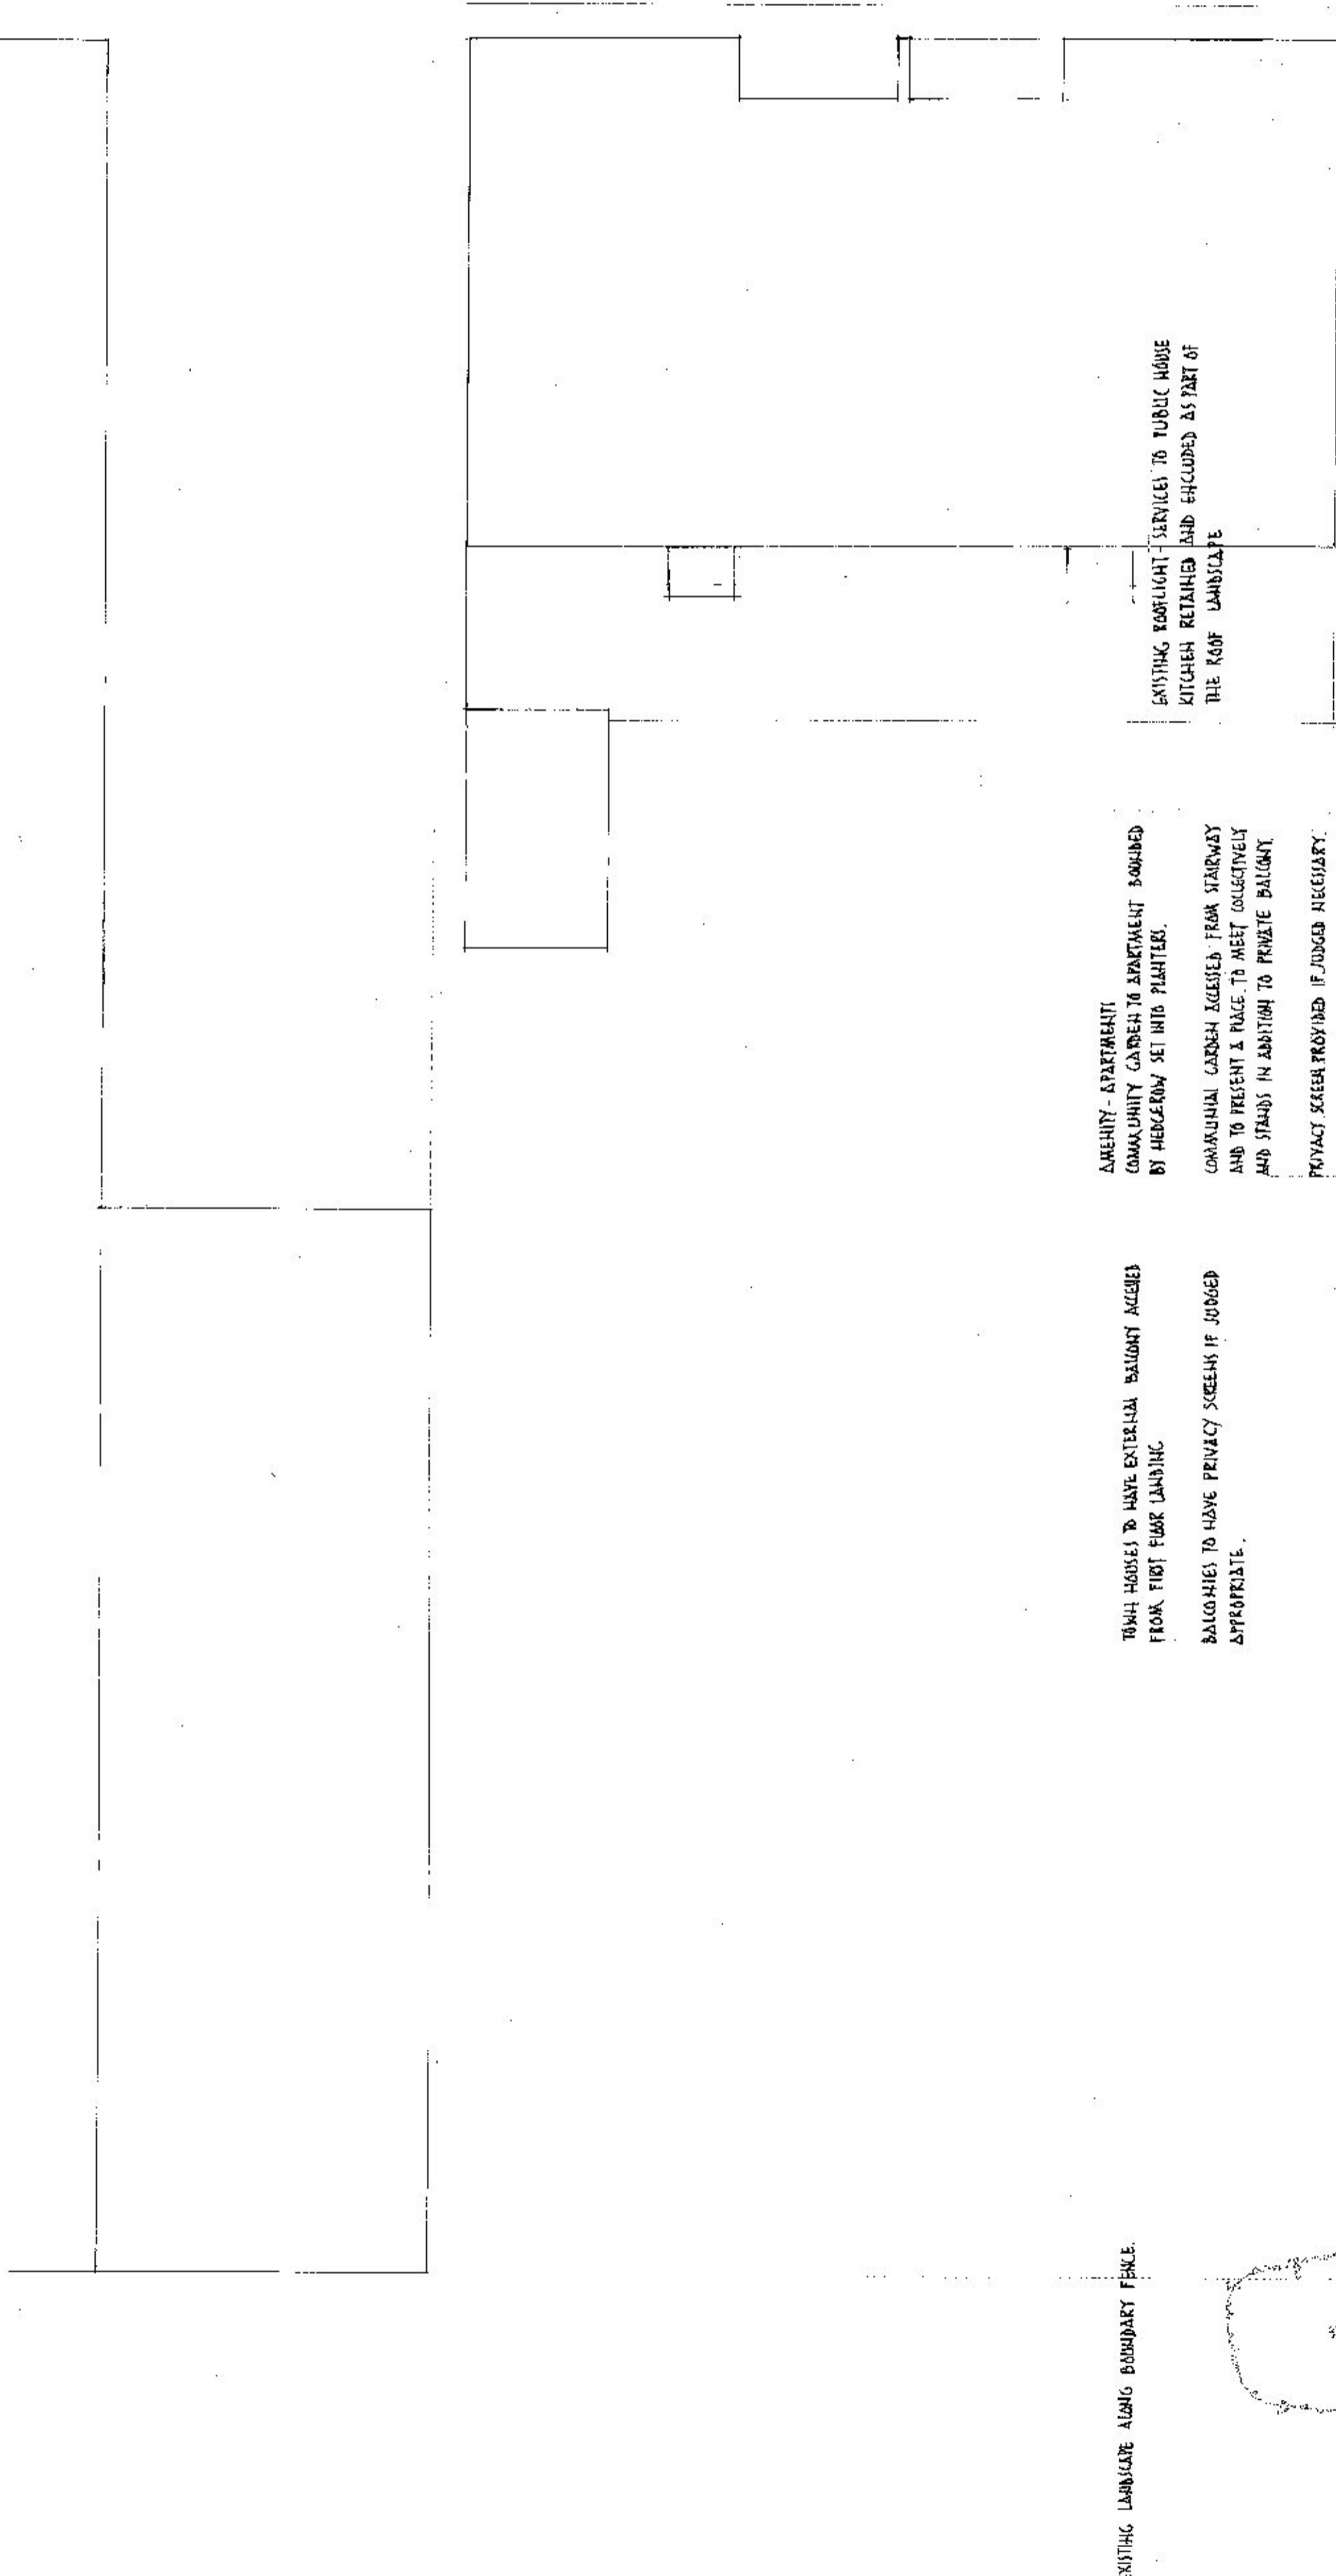 XISTING LANDSCAPE ALONG BOUNDARY FENCE.
TOWN HOUSES TO HAVE EXTERNAL BALCONY ACCESSED
FROM FIRST FLOOR LANDING
BALCONIES TO HAVE PRIVACY SCREENS IF JUDGED
APPROPRIATE.
AMENITY - APARTMENTS
COMMUNITY GARDEN TO APARTMENT BOUNDED
BY HEDGEROW SET INTO PLANTERS.
COMMUNAL GARDEN ACCESSED FROM STAIRWAY
AND TO PRESENT A PLACE TO MEET COLLECTIVELY
AND STANDS IN ADDITION TO PRIVATE BALCONY.
PRIVACY SCREEN PROVIDED IF JUDGED NECESSARY.
EXISTING ROOFLIGHT - SERVICES TO PUBLIC HOUSE
KITCHEN RETAINED AND ENCLUDED AS PART OF
THE ROOF LANDSCAPE